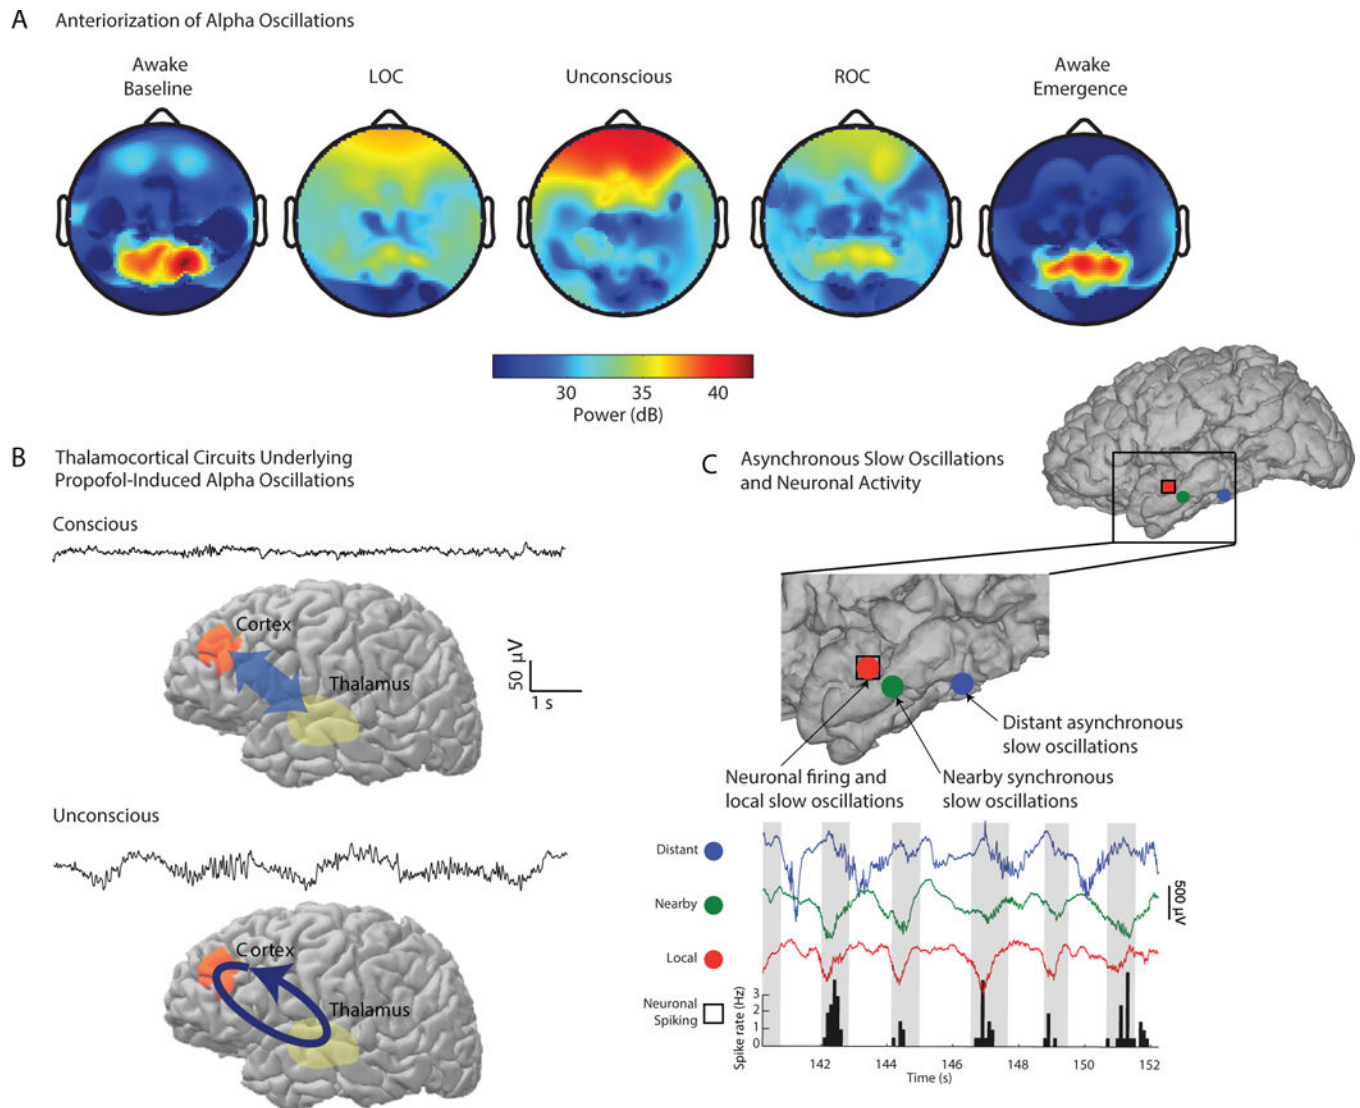 A Anteriorization of Alpha Oscillations
Awake
Baseline
LOC
Unconscious
ROC
Awake
Emergence
30 35 40
Power (dB)
B Thalamocortical Circuits Underlying
Propofol-Induced Alpha Oscillations
Conscious
Cortex
Thalamus
50 µV
1 s
Unconscious
Cortex
Thalamus
C Asynchronous Slow Oscillations
and Neuronal Activity
Distant asynchronous
slow oscillations
Neuronal firing and
local slow oscillations
Nearby synchronous
slow oscillations
Distant
Nearby
Local
500 µV
Neuronal
Spiking
Spike rate (Hz)
3
2
1
0
142 144 146 148 150 152
Time (s)